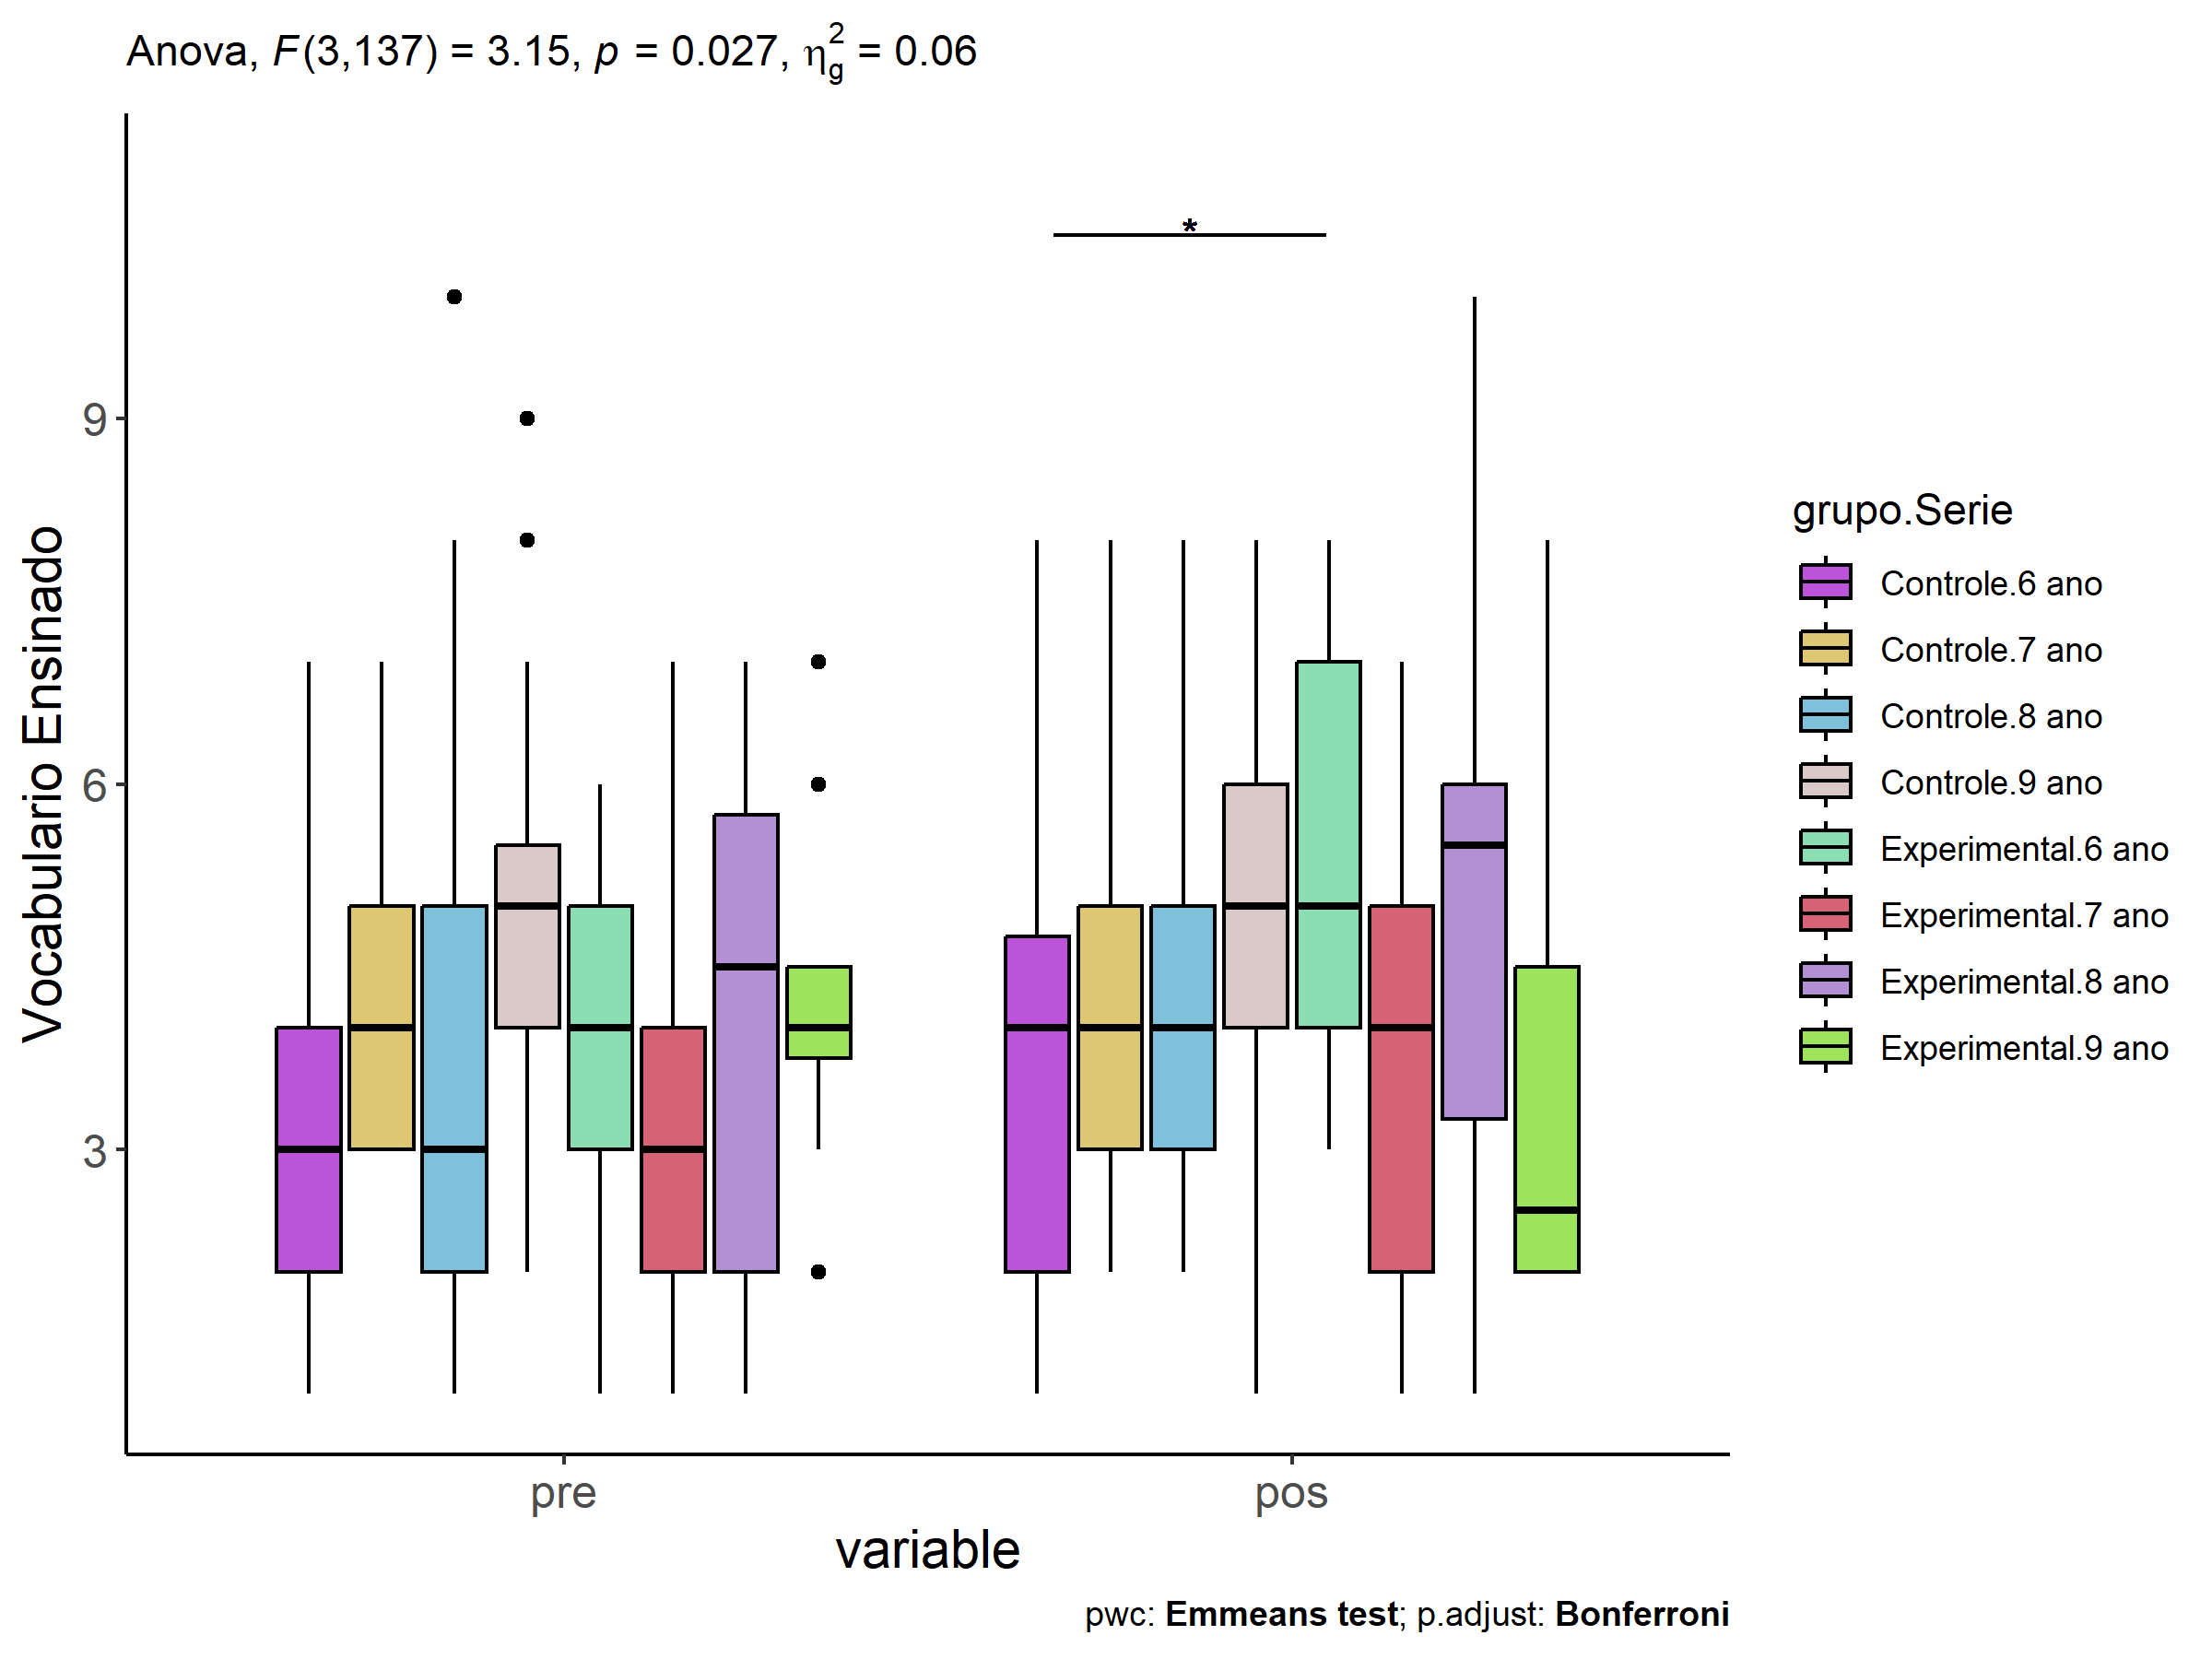 Anova, F(3,137) = 3.15, p = 0.027, η²g = 0.06
*
9
6
3
Vocabulario Ensinado
pre
pos
variable
grupo.Serie
Controle.6 ano
Controle.7 ano
Controle.8 ano
Controle.9 ano
Experimental.6 ano
Experimental.7 ano
Experimental.8 ano
Experimental.9 ano
pwc: Emmeans test; p.adjust: Bonferroni